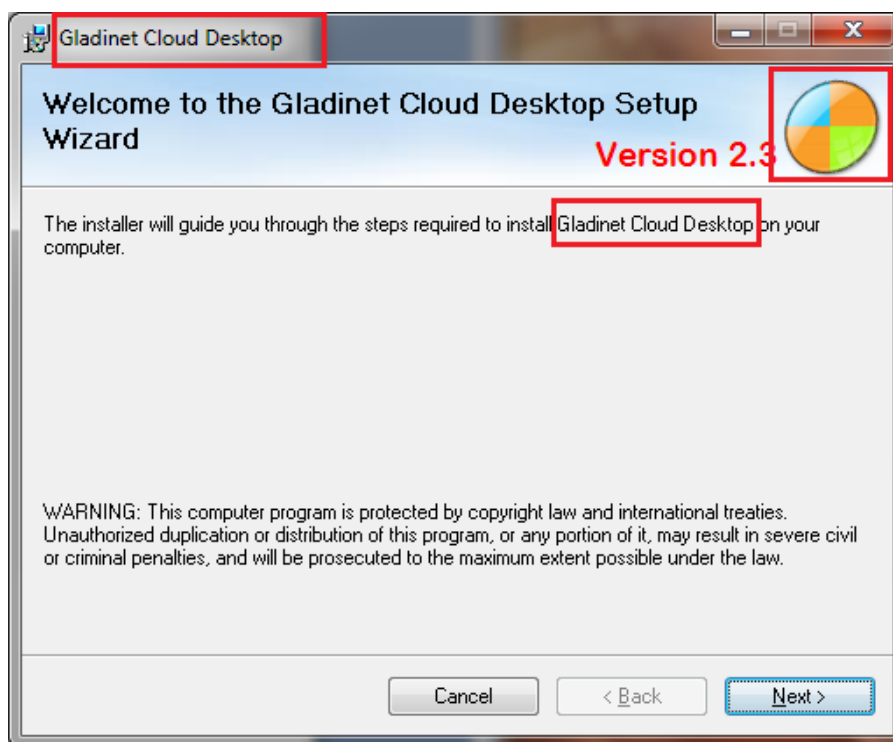 Gladinet Cloud Desktop
Welcome to the Gladinet Cloud Desktop Setup
Wizard
Version 2.3
The installer will guide you through the steps required to install Gladinet Cloud Desktop on your
computer.
WARNING: This computer program is protected by copyright law and international treaties.
Unauthorized duplication or distribution of this program, or any portion of it, may result in severe civil
or criminal penalties, and will be prosecuted to the maximum extent possible under the law.
Cancel
< Back
Next >